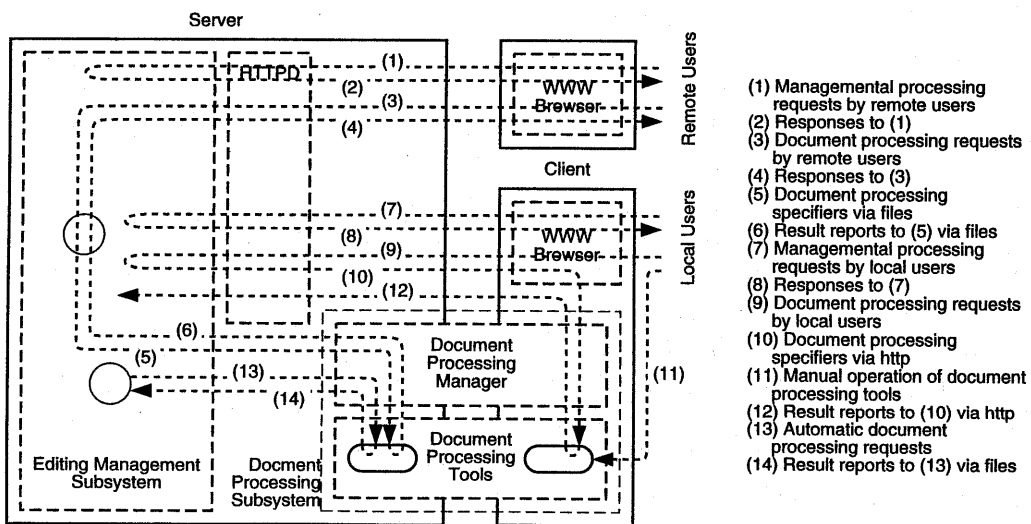 Server
HTTPD
(1)
(2)
(3)
(4)
WWW
Browser
Remote Users
Client
(7)
(8)
(9)
(10)
(12)
WWW
Browser
Local Users
(6)
(5)
(13)
(14)
(11)
Document
Processing
Manager
Document
Processing
Tools
Editing Management
Subsystem
Docment
Processing
Subsystem
(1) Managemental processing
requests by remote users
(2) Responses to (1)
(3) Document processing requests
by remote users
(4) Responses to (3)
(5) Document processing
specifiers via files
(6) Result reports to (5) via files
(7) Managemental processing
requests by local users
(8) Responses to (7)
(9) Document processing requests
by local users
(10) Document processing
specifiers via http
(11) Manual operation of document
processing tools
(12) Result reports to (10) via http
(13) Automatic document
processing requests
(14) Result reports to (13) via files